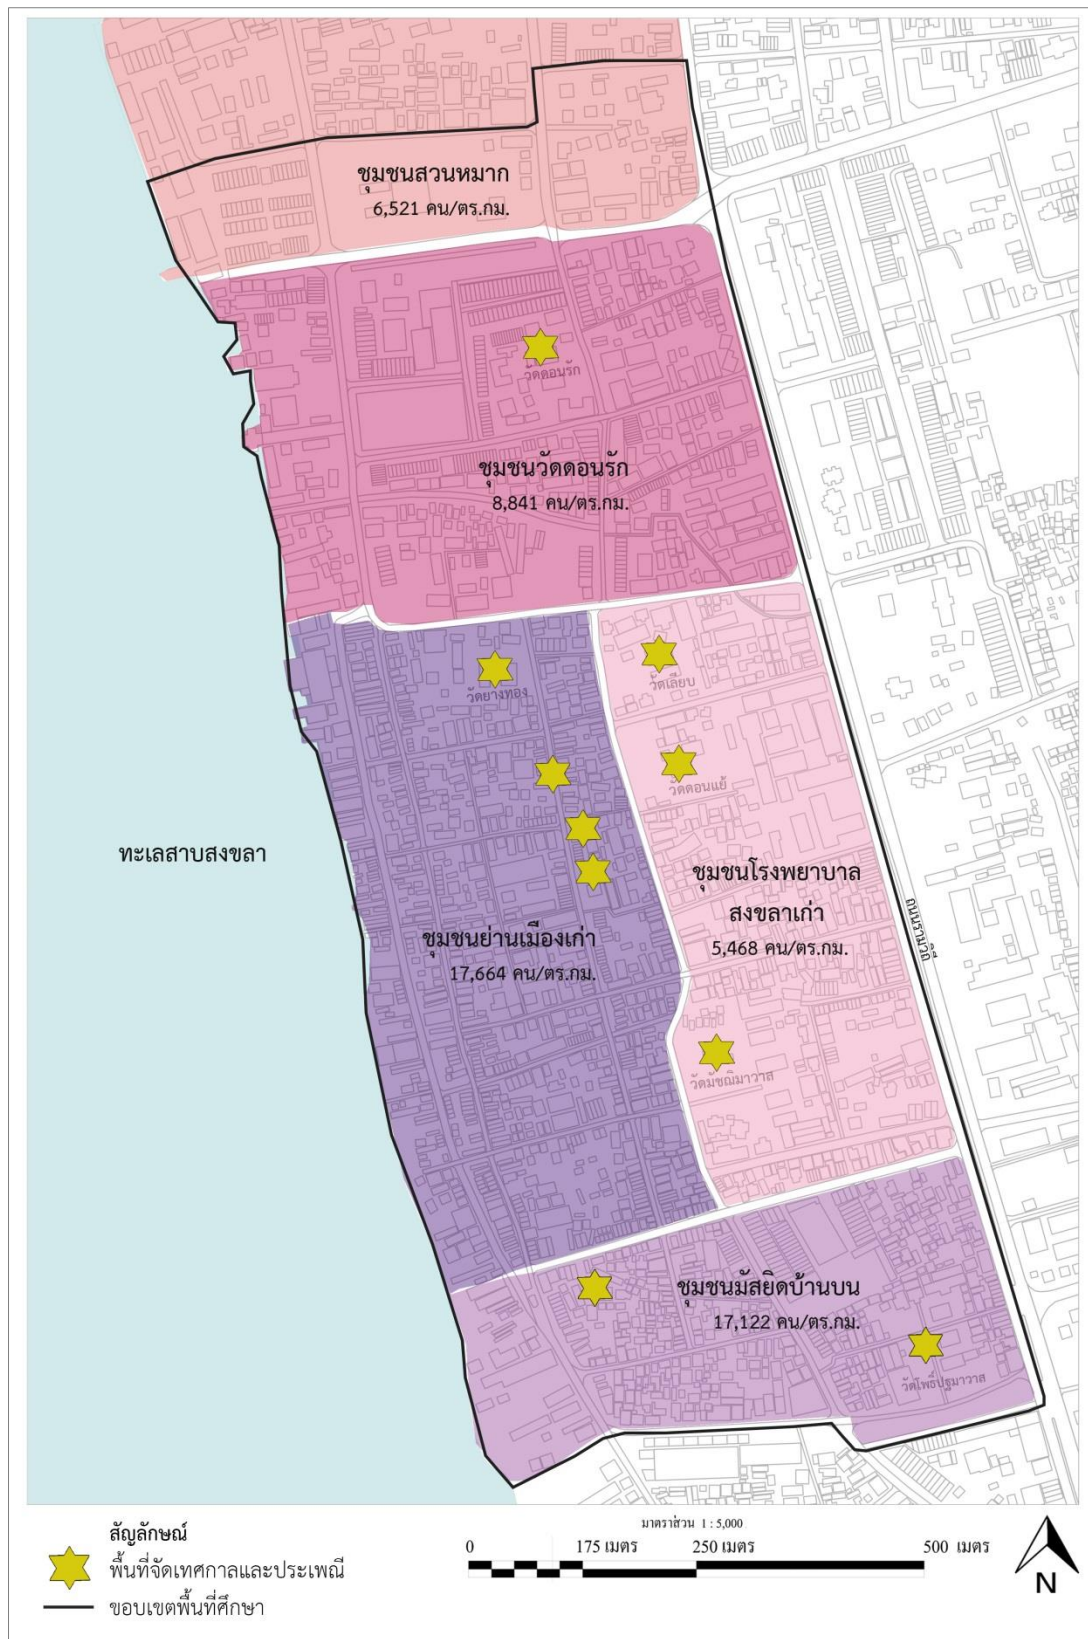 ชุมชนสวนหมาก
6,521 คน/ตร.กม.
วัดดอนรัก
ชุมชนวัดดอนรัก
8,841 คน/ตร.กม.
วัดยางทอง
วัดเลียบ
วัดดอนแย้
ทะเลสาบสงขลา
ชุมชนโรงพยาบาล
สงขลาเก่า
5,468 คน/ตร.กม.
ถนนรามวิถี
ชุมชนย่านเมืองเก่า
17,664 คน/ตร.กม.
วัดมัชฌิมาวาส
ชุมชนมัสยิดบ้านบน
17,122 คน/ตร.กม.
วัดโพธิ์ปฐมาวาส
สัญลักษณ์
พื้นที่จัดเทศกาลและประเพณี
ขอบเขตพื้นที่ศึกษา
มาตราส่วน 1 : 5,000
0 175 เมตร 250 เมตร 500 เมตร
N